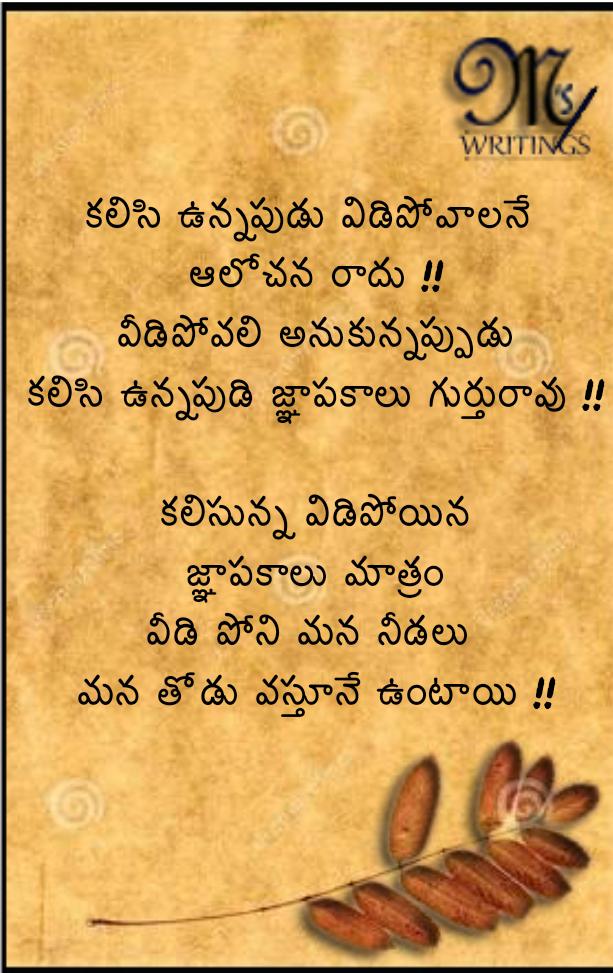 M's
WRITINGS
కలిసి ఉన్నపుడు విడిపోవాలనే
ఆలోచన రాదు !!
వీడిపోవలి అనుకున్నప్పుడు
కలిసి ఉన్నపుడి జ్ఞాపకాలు గుర్తురావు !!
కలిసున్న విడిపోయిన
జ్ఞాపకాలు మాత్రం
వీడి పోని మన నీడలు
మన తోడు వస్తూనే ఉంటాయి !!